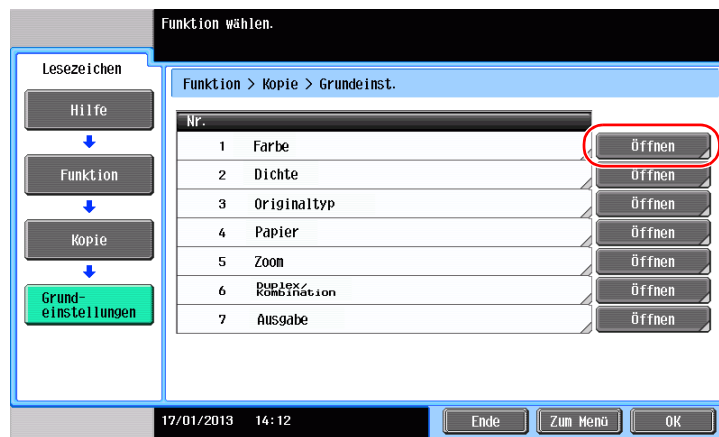 Funktion wählen.
Lesezeichen
Hilfe
Funktion
Kopie
Grund-
einstellungen
Funktion > Kopie > Grundeinst.
Nr.
1 Farbe Öffnen
2 Dichte Öffnen
3 Originaltyp Öffnen
4 Papier Öffnen
5 Zoom Öffnen
6 Duplex/
Kombination Öffnen
7 Ausgabe Öffnen
17/01/2013 14:12 Ende Zum Menü OK